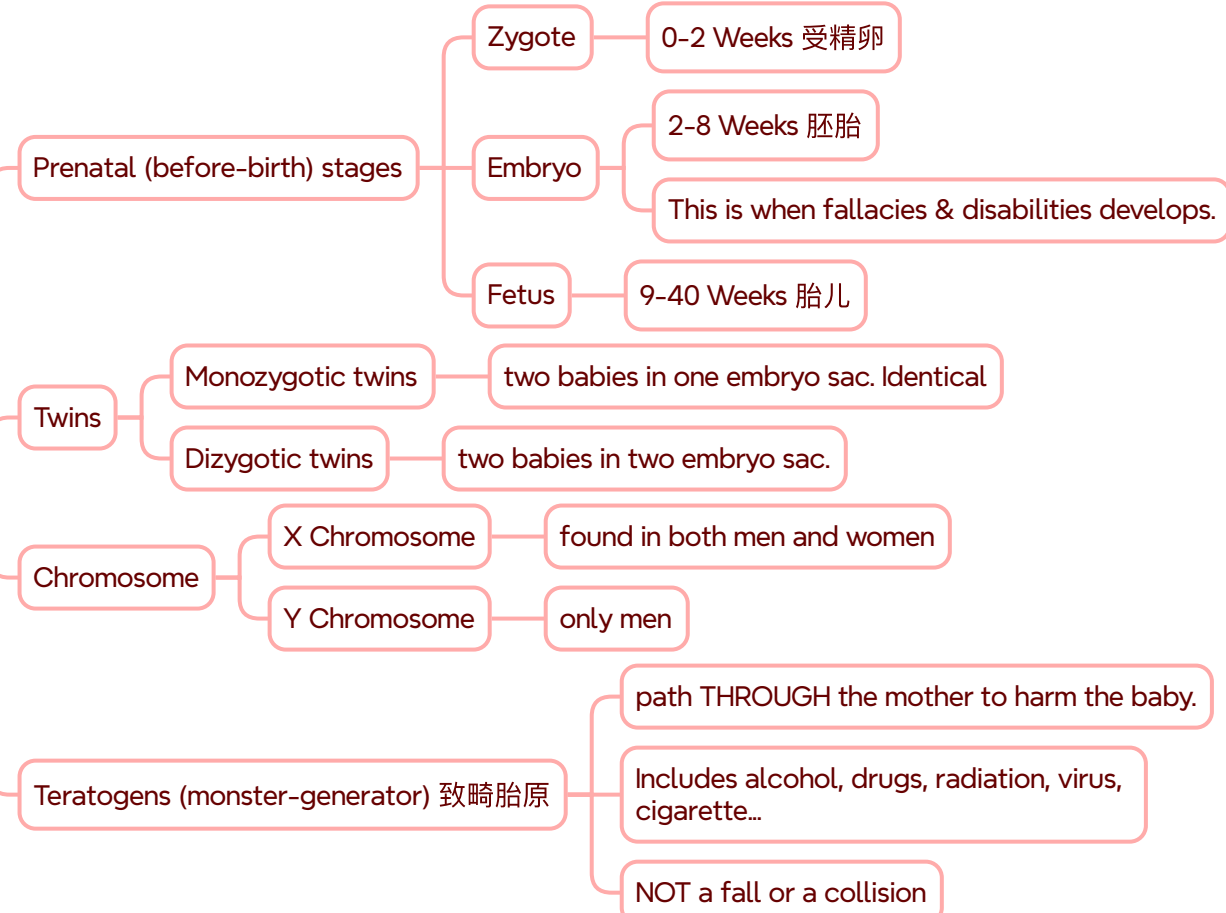 Prenatal (before-birth) stages
Zygote
0-2 Weeks 受精卵
Embryo
2-8 Weeks 胚胎
This is when fallacies & disabilities develops.
Fetus
9-40 Weeks 胎儿
Twins
Monozygotic twins
two babies in one embryo sac. Identical
Dizygotic twins
two babies in two embryo sac.
Chromosome
X Chromosome
found in both men and women
Y Chromosome
only men
Teratogens (monster-generator) 致畸胎原
path THROUGH the mother to harm the baby.
Includes alcohol, drugs, radiation, virus,
cigarette...
NOT a fall or a collision